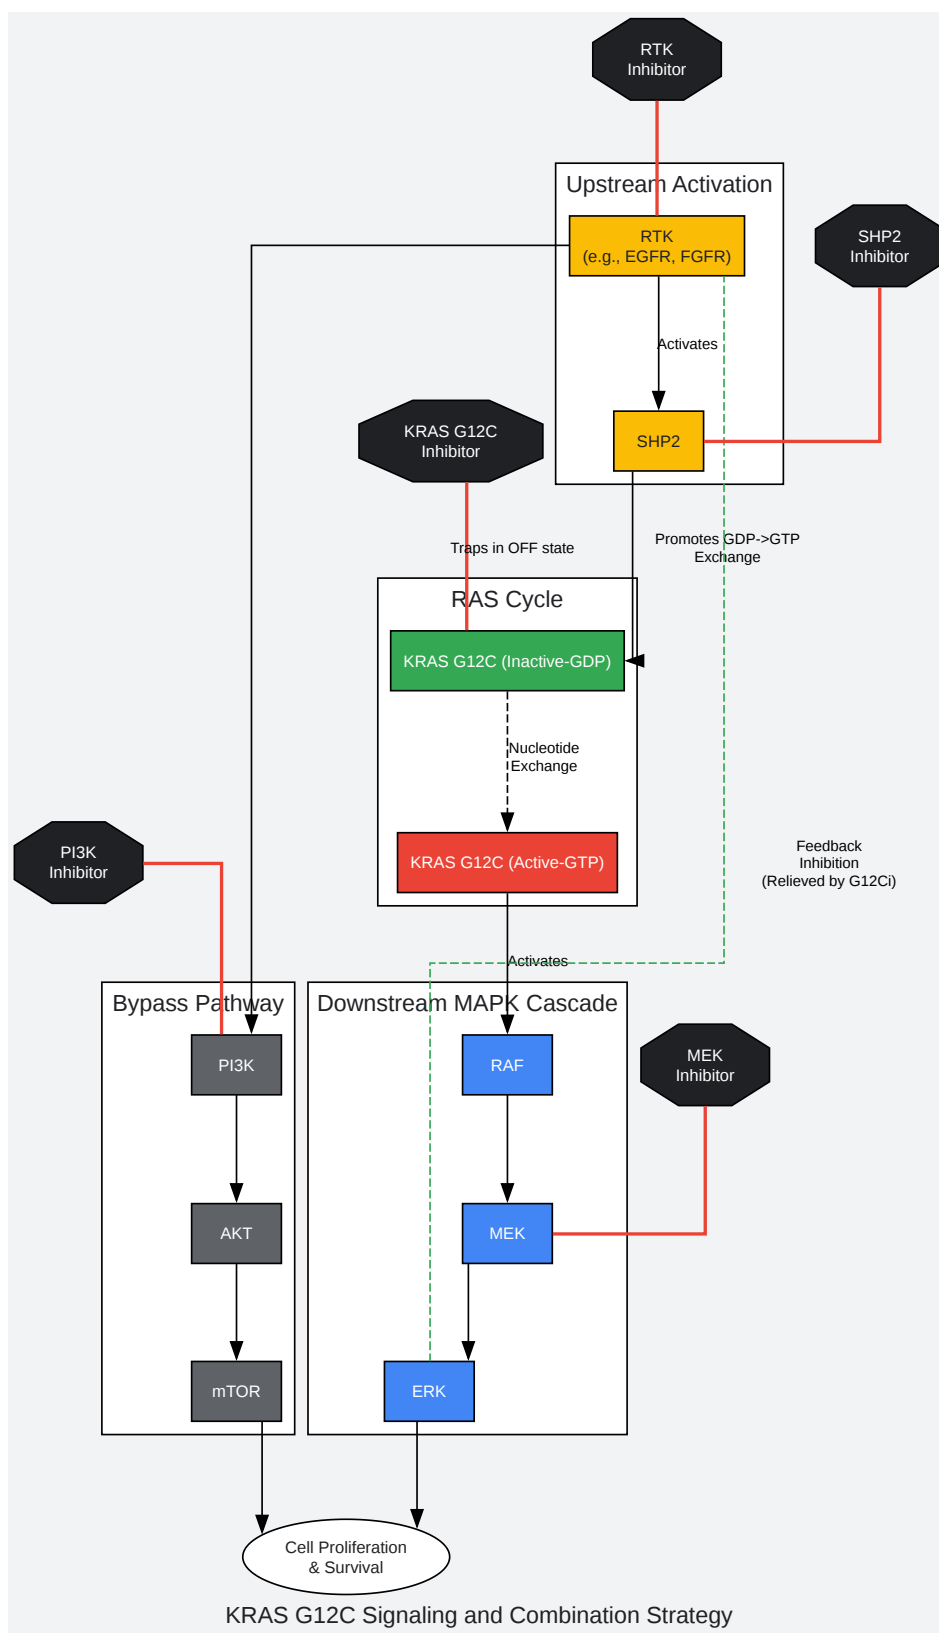 RTK
Inhibitor
Upstream Activation
RTK
(e.g., EGFR, FGFR)
SHP2
Inhibitor
Activates
KRAS G12C
Inhibitor
SHP2
Traps in OFF state
Promotes GDP->GTP
Exchange
RAS Cycle
KRAS G12C (Inactive-GDP)
Nucleotide
Exchange
KRAS G12C (Active-GTP)
PI3K
Inhibitor
Feedback
Inhibition
(Relieved by G12Ci)
Activates
Bypass Pathway
Downstream MAPK Cascade
PI3K
RAF
MEK
Inhibitor
AKT
MEK
mTOR
ERK
Cell Proliferation
& Survival
KRAS G12C Signaling and Combination Strategy